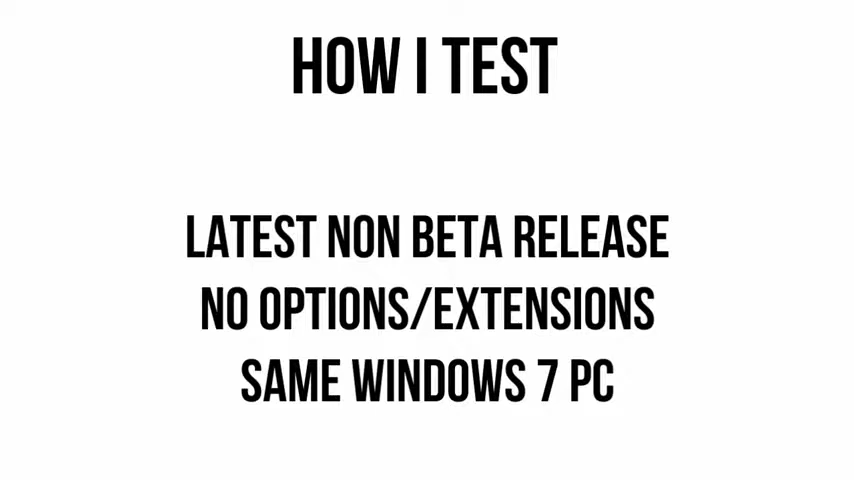 HOW I TEST
LATEST NON BETA RELEASE
NO OPTIONS/EXTENSIONS
SAME WINDOWS 7 PC